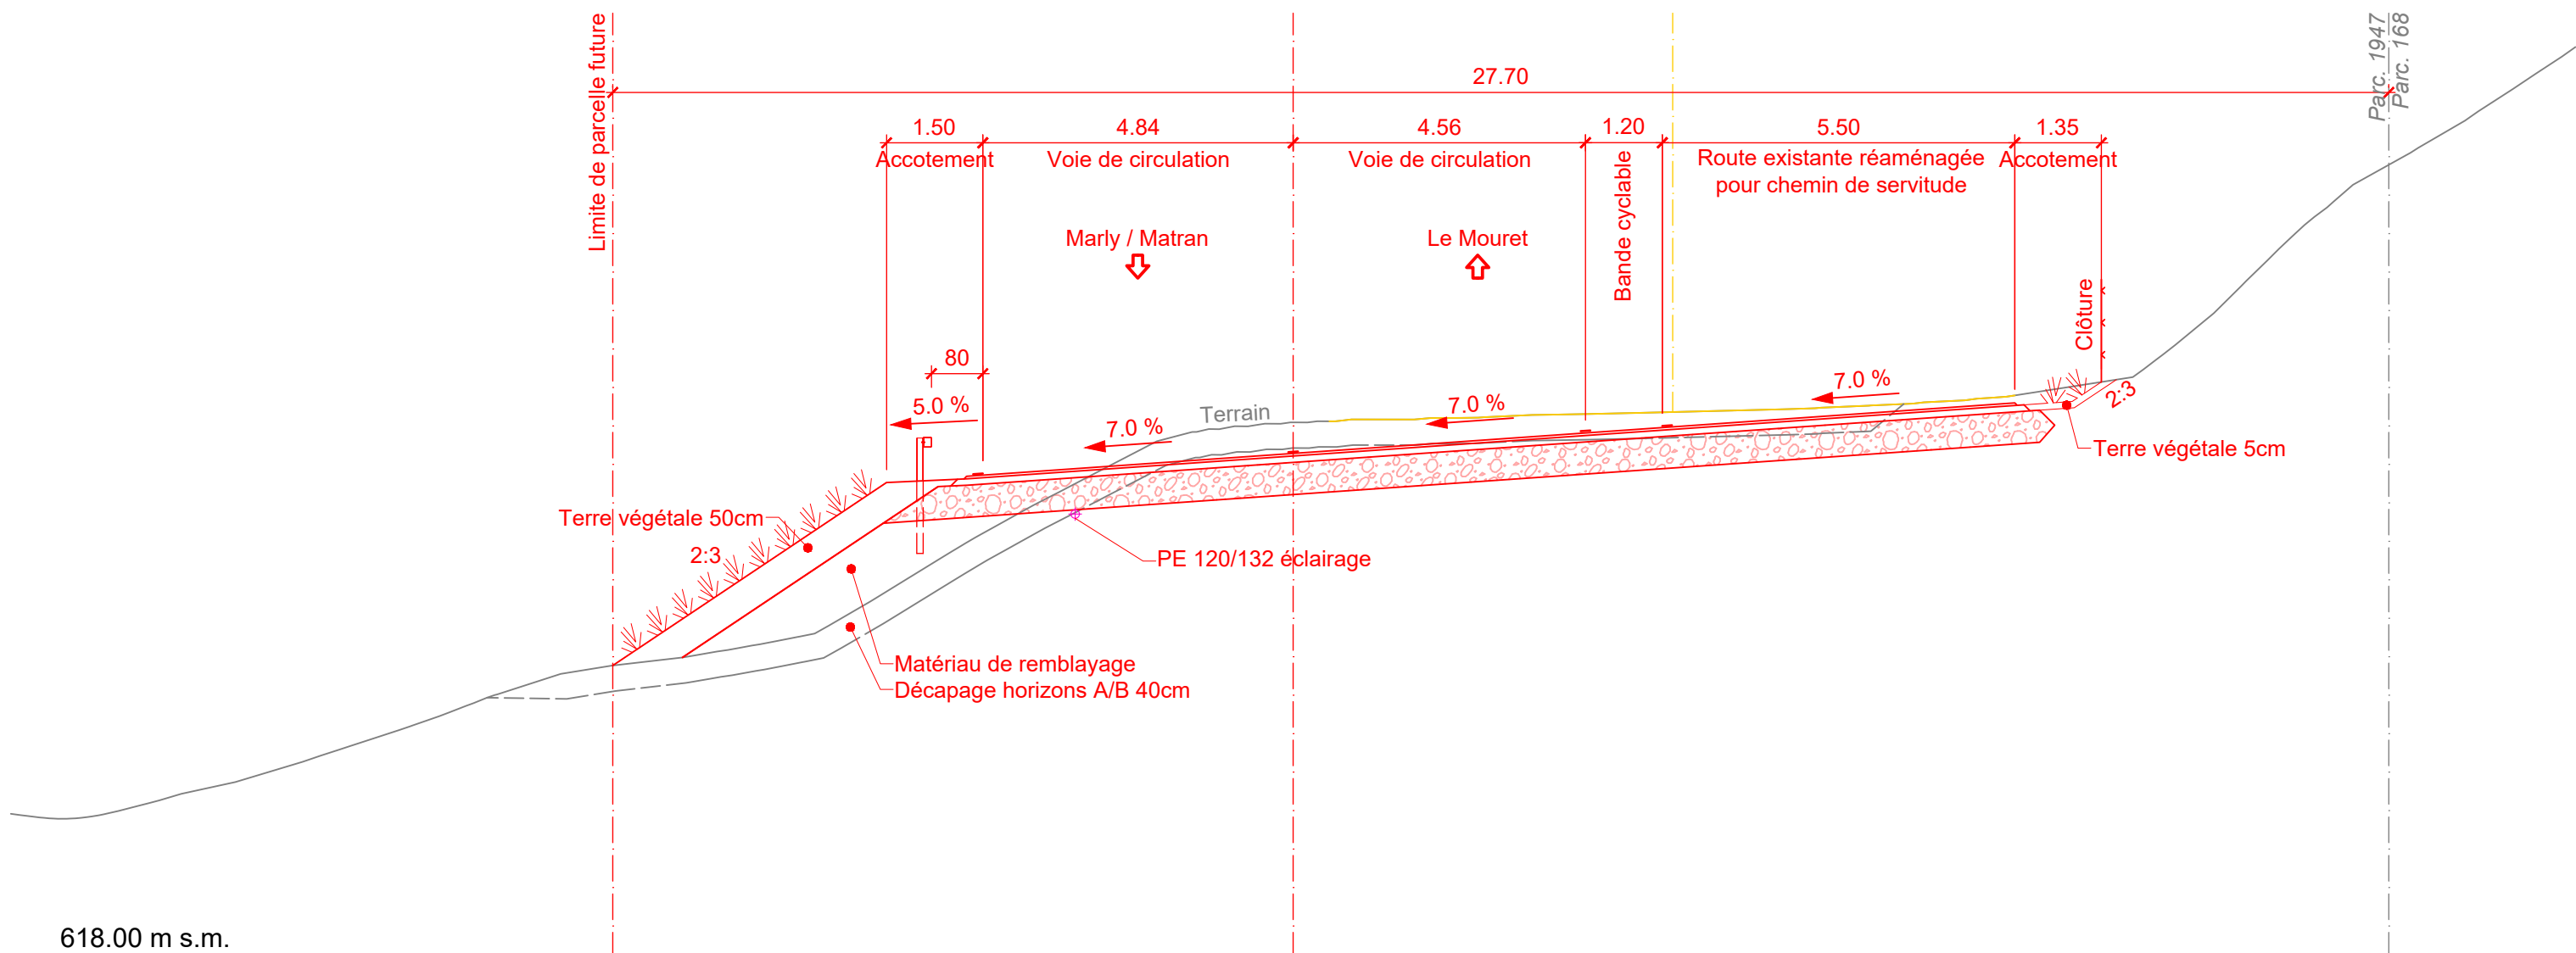 Limite de parcelle future
Parc. 1947
Parc. 168
27.70
1.50
4.84
4.56
1.20
5.50
1.35
Accotement
Voie de circulation
Voie de circulation
Bande cyclable
Route existante réaménagée
pour chemin de servitude
Accotement
Marly / Matran
Le Mouret
Clôture
80
5.0 %
7.0 %
Terrain
7.0 %
7.0 %
2:3
Terre végétale 5cm
Terre végétale 50cm
2:3
PE 120/132 éclairage
Matériau de remblayage
Décapage horizons A/B 40cm
618.00 m s.m.